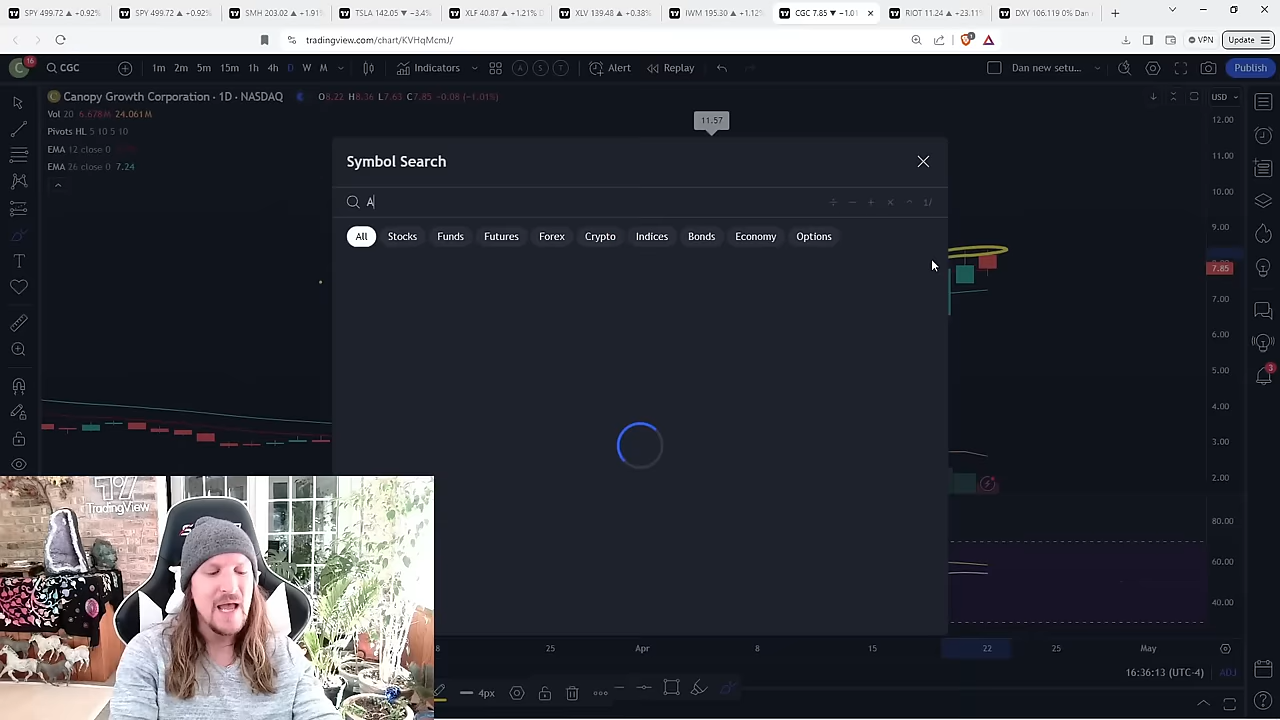 SPY 499.72 ▲ +0.92%
SPY 499.72 ▲ +0.92%
SMH 203.02 ▲ +1.91%
TSLA 142.05 ▼ −3.4%
XLF 40.87 ▲ +1.21%
XLV 139.48 ▲ +0.38%
IWM 195.30 ▲ +1.12%
CGC 7.85 ▼ −1.01
RIOT 11.24 ▲ +23.11%
DXY 106.119 0% Dan
tradingview.com/chart/KVHqMcmJ/
VPN
Update
C
16
CGC
1m 2m 5m 15m 1h 4h D W M
Indicators
A S T
Alert
Replay
Dan new setu...
Publish
Canopy Growth Corporation · 1D · NASDAQ
O8.22 H8.36 L7.63 C7.85 −0.08 (−1.01%)
USD
Vol 20 6.678M 24.061M
Pivots HL 5 10 5 10
EMA 12 close 0
EMA 26 close 0 7.24
11.57
Symbol Search
A
1/
All Stocks Funds Futures Forex Crypto Indices Bonds Economy Options
12.00
11.00
10.00
9.00
7.85
7.00
6.00
5.00
4.00
3.00
2.00
80.00
60.00
40.00
3
TradingView
8 25 Apr 8 15 22 25 May
16:36:13 (UTC-4)
ADJ
4px